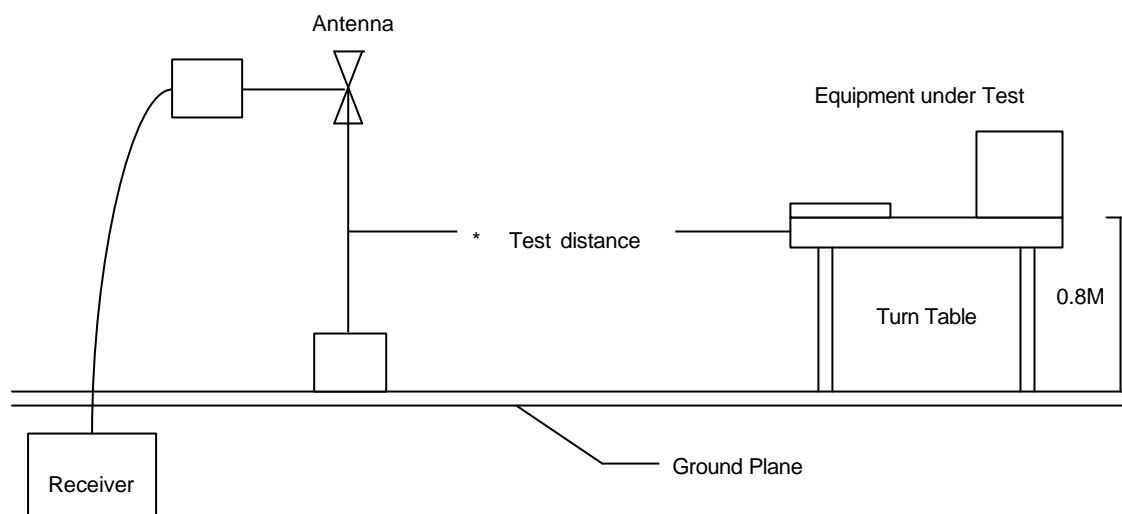 Antenna
Equipment under Test
* Test distance
0.8M
Turn Table
Ground Plane
Receiver